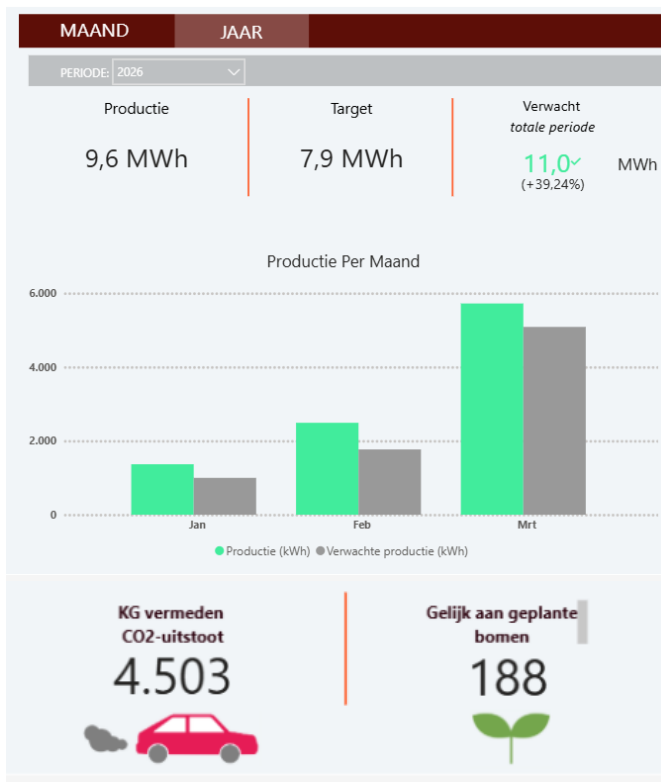 MAAND JAAR
PERIODE: 2026
Productie Target Verwacht
totale periode
9,6 MWh 7,9 MWh 11,0 MWh
(+39,24%)
Productie Per Maand
6.000
4.000
2.000
0
Jan Feb Mrt
Productie (kWh) Verwachte productie (kWh)
KG vermeden
CO2-uitstoot
4.503
Gelijk aan geplante
bomen
188